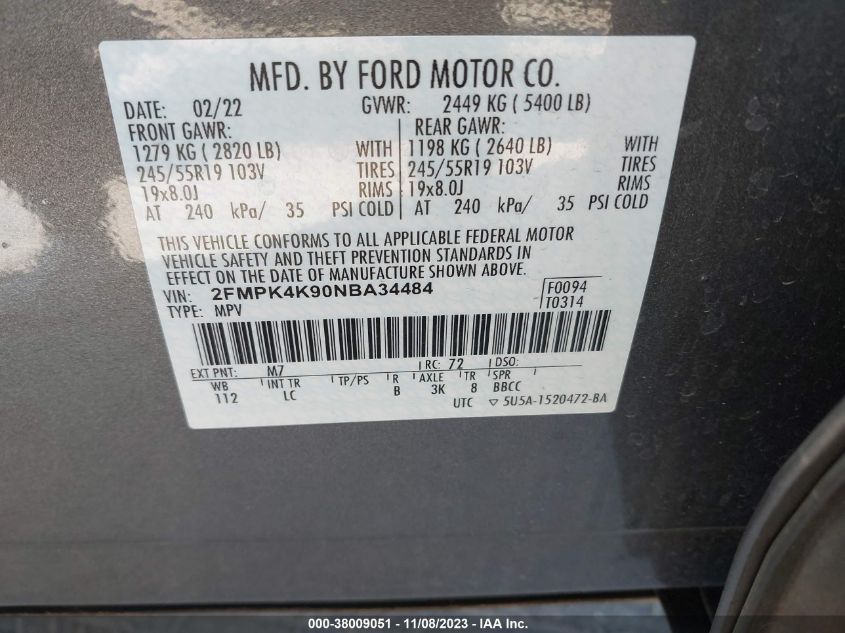 MFD. BY FORD MOTOR CO.
DATE: 02/22 GVWR: 2449 KG ( 5400 LB)
FRONT GAWR: REAR GAWR:
1279 KG ( 2820 LB) WITH 1198 KG ( 2640 LB) WITH
245/55R19 103V TIRES 245/55R19 103V TIRES
19x8.0J RIMS 19x8.0J RIMS
AT 240 kPa/ 35 PSI COLD AT 240 kPa/ 35 PSI COLD
THIS VEHICLE CONFORMS TO ALL APPLICABLE FEDERAL MOTOR
VEHICLE SAFETY AND THEFT PREVENTION STANDARDS IN
EFFECT ON THE DATE OF MANUFACTURE SHOWN ABOVE.
VIN: 2FMPK4K90NBA34484 F0094
TYPE: MPV T0314
EXT PNT: M7 RC: 72 DSO:
WB INT TR TP/PS R AXLE TR SPR
112 LC B 3K 8 BBCC
UTC ▽ 5U5A-1520472-BA
000-38009051 - 11/08/2023 - IAA Inc.